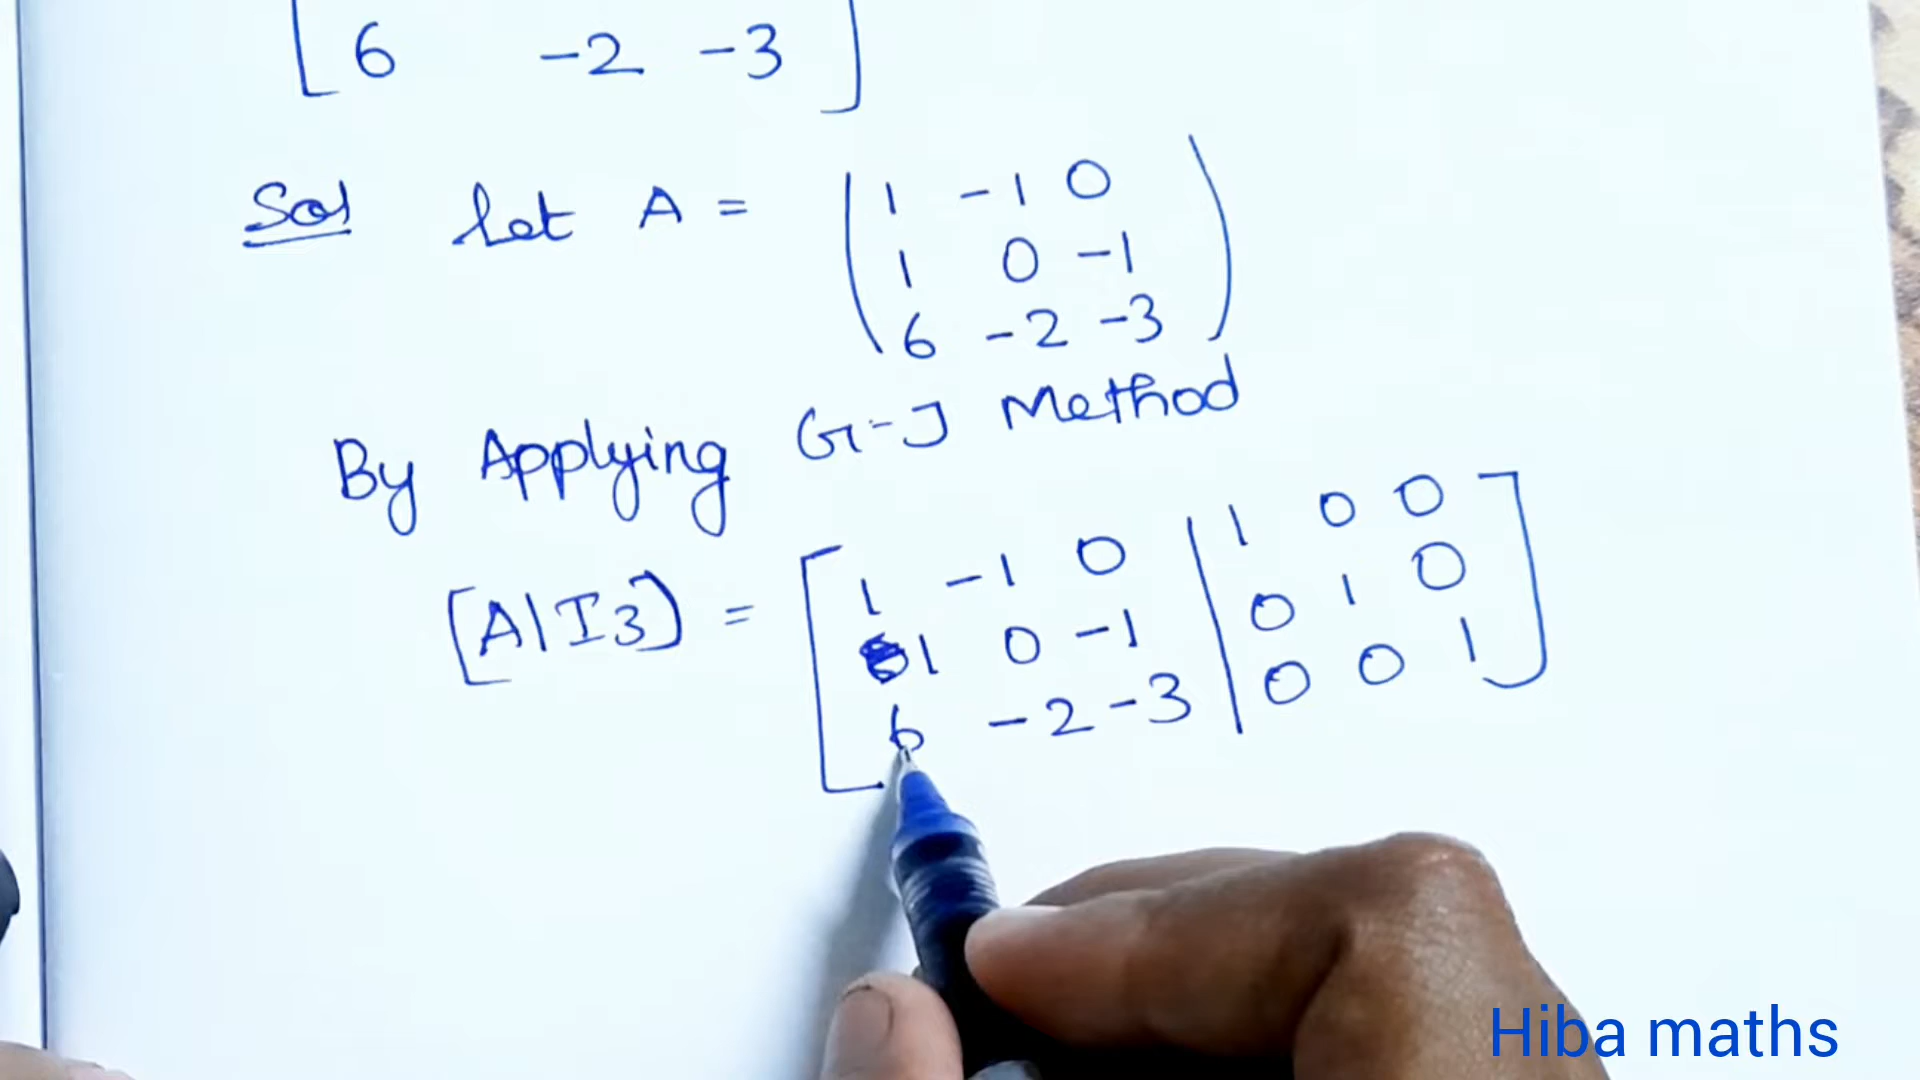 6 -2 -3
Sol let A =
1 -1 0
1 0 -1
6 -2 -3
By Applying G-J Method
[A|I3] =
1 -1 0 | 1 0 0
1 0 -1 | 0 1 0
6 -2 -3 | 0 0 1
Hiba maths